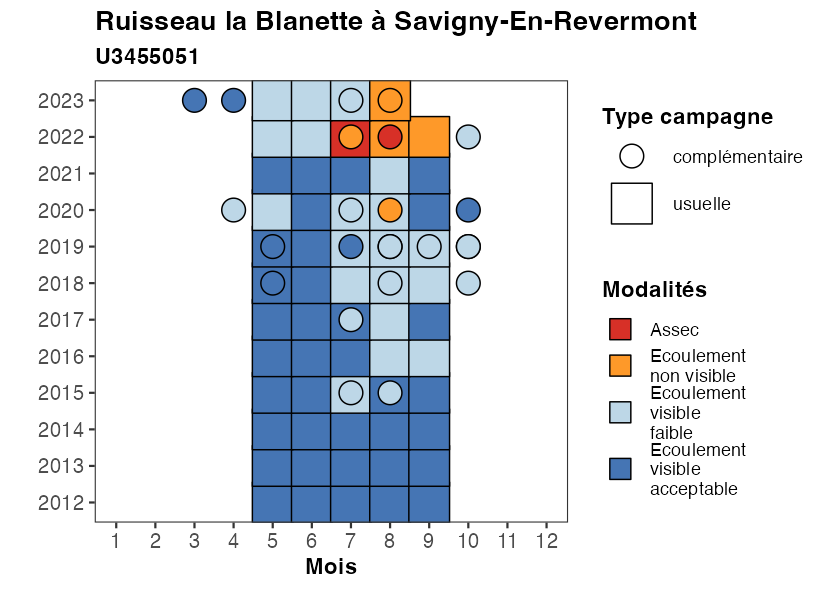 Ruisseau la Blanette à Savigny-En-Revermont
U3455051
2023
2022
2021
2020
2019
2018
2017
2016
2015
2014
2013
2012
1 2 3 4 5 6 7 8 9 10 11 12
Mois
Type campagne
complémentaire
usuelle
Modalités
Assec
Ecoulement
non visible
Ecoulement
visible
faible
Ecoulement
visible
acceptable